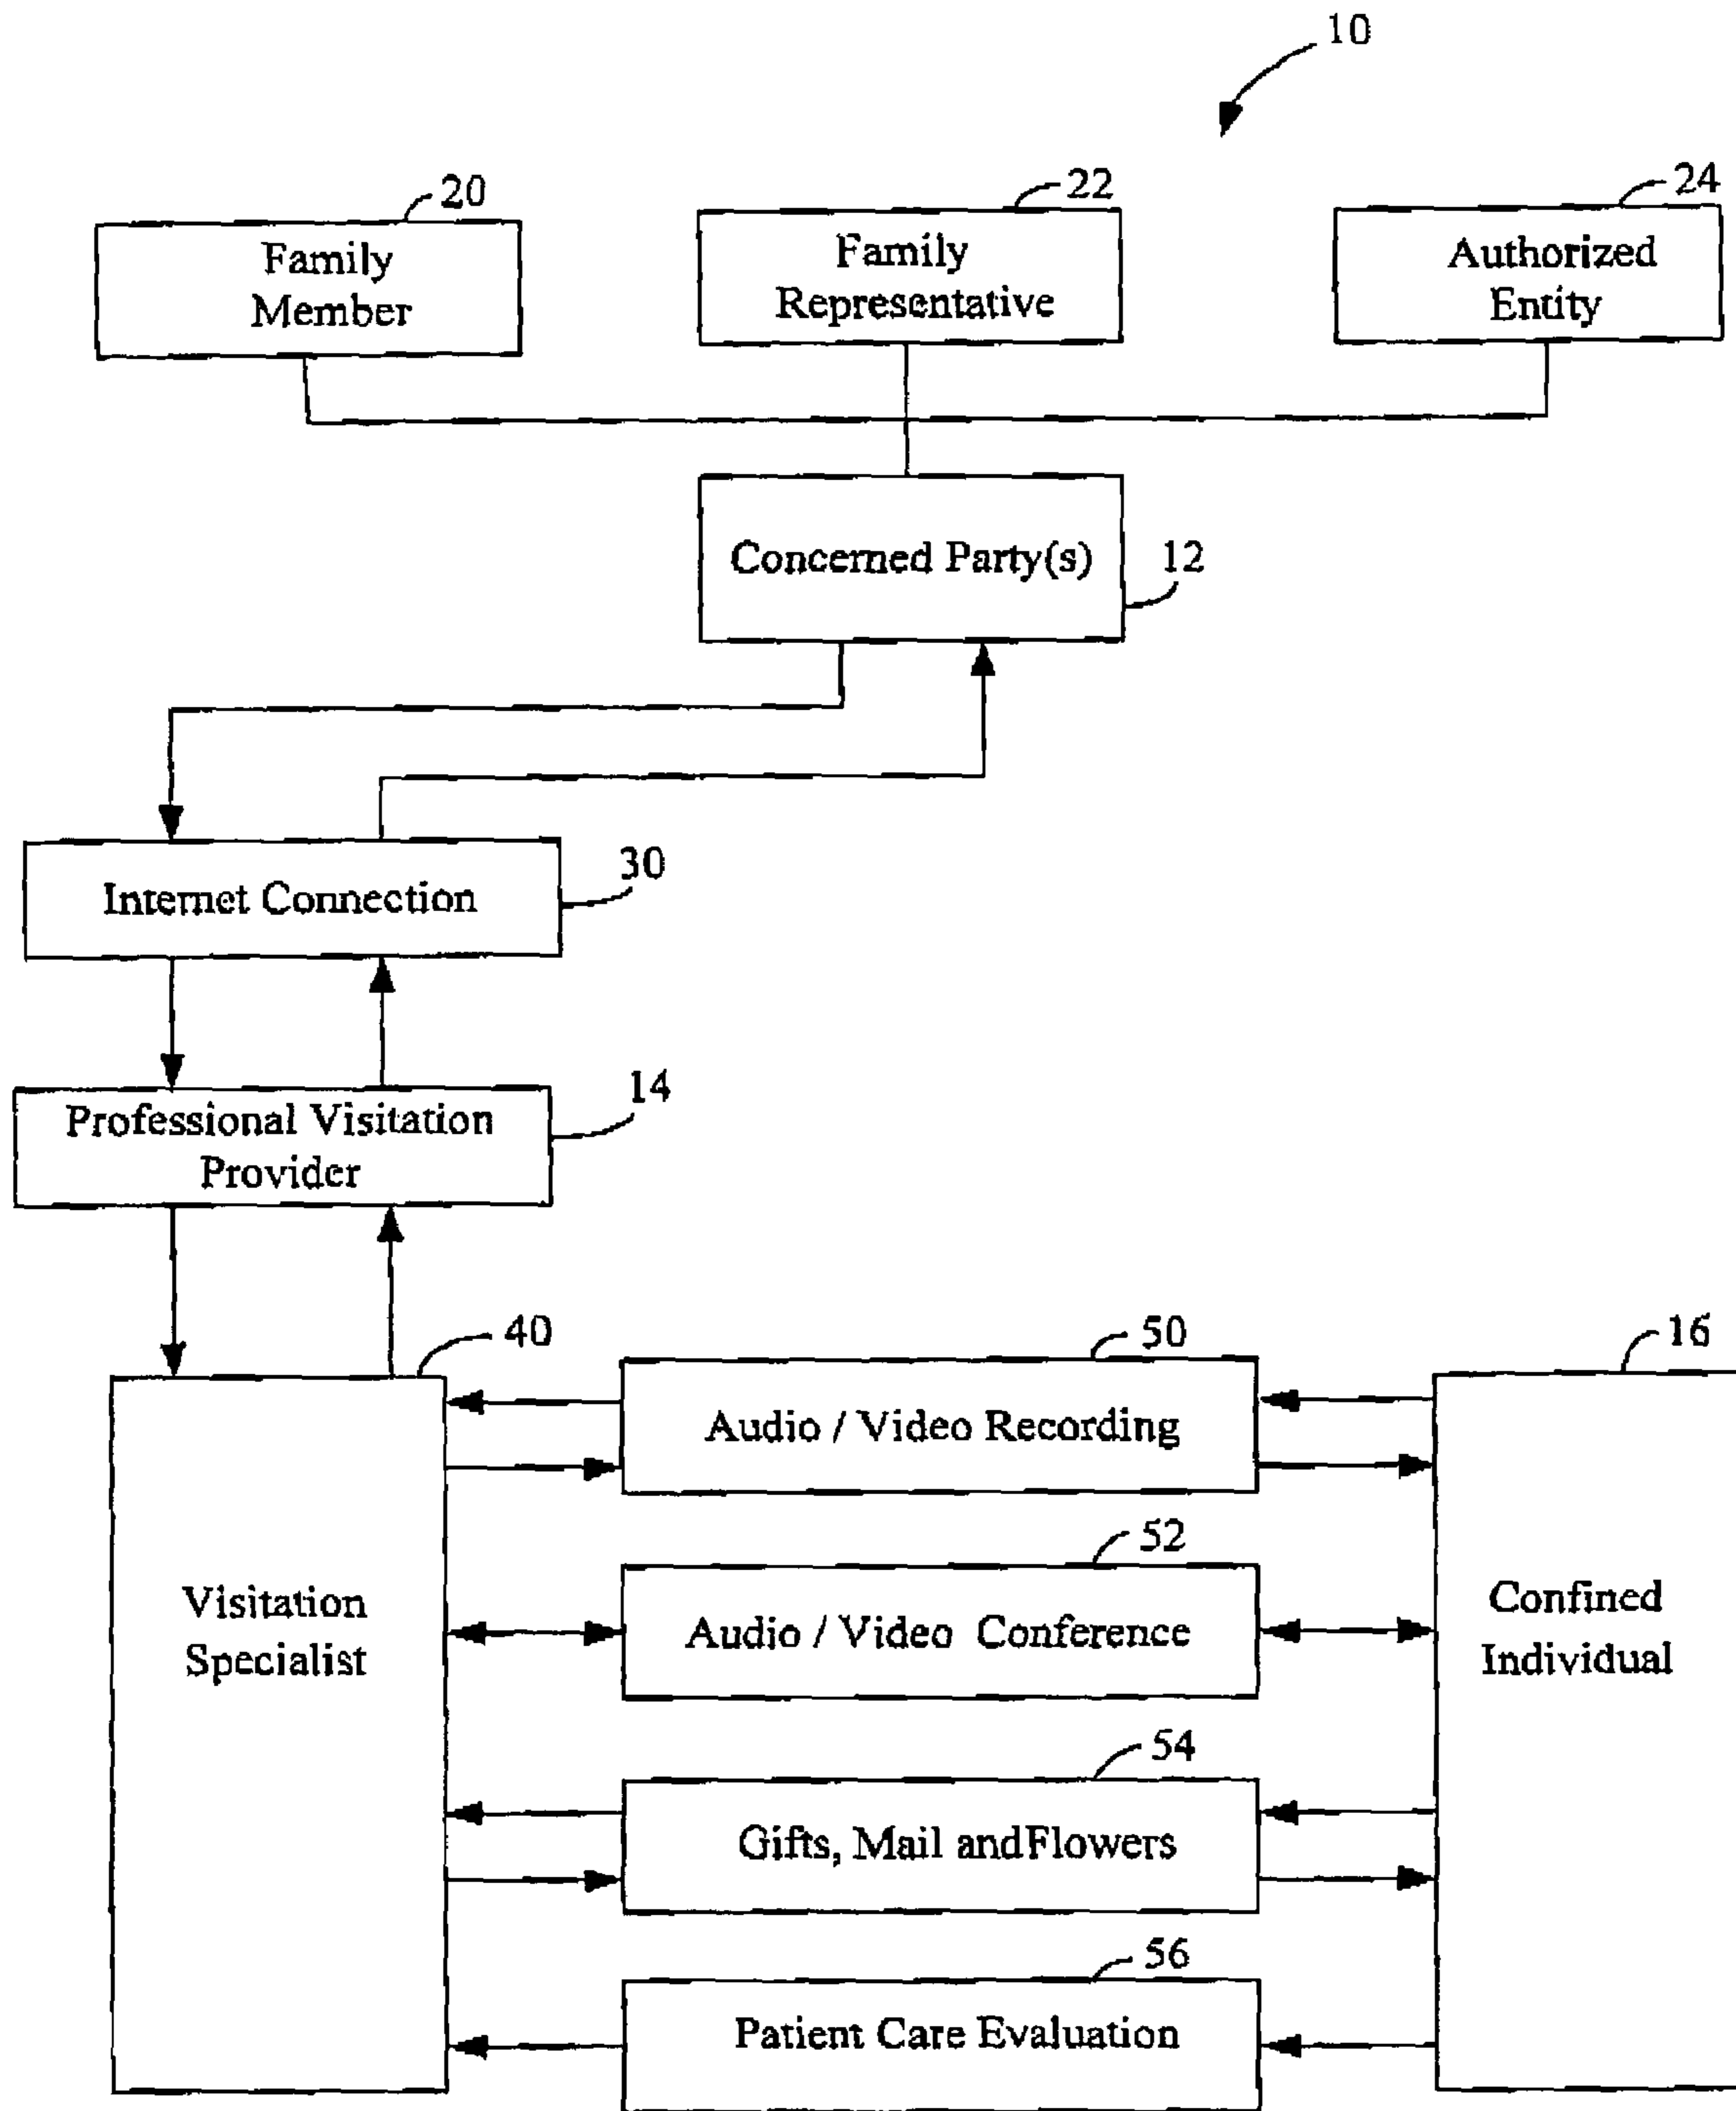 10
20
22
24
Family
Member
Family
Representative
Authorized
Entity
Concerned Party(s)
12
Internet Connection
30
Professional Visitation
Provider
14
40
50
16
Audio / Video Recording
52
Visitation
Specialist
Audio / Video Conference
Confined
Individual
54
Gifts, Mail andFlowers
56
Patient Care Evaluation